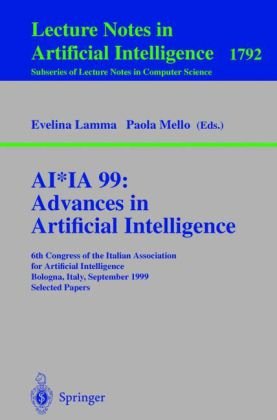 Lecture Notes in
Artificial Intelligence 1792
Subseries of Lecture Notes in Computer Science
Evelina Lamma Paola Mello (Eds.)
AI*IA 99:
Advances in
Artificial Intelligence
6th Congress of the Italian Association
for Artificial Intelligence
Bologna, Italy, September 1999
Selected Papers
Springer